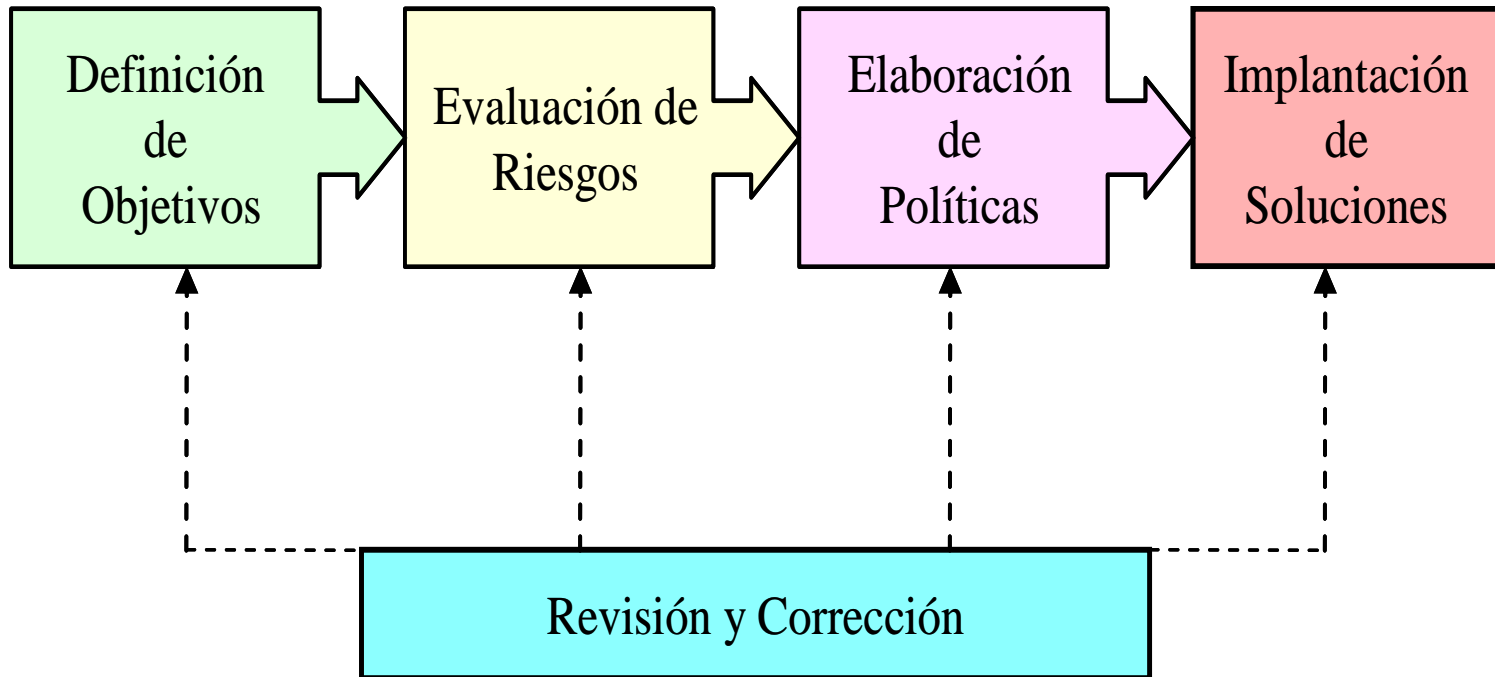 Definición
de
Objetivos
Evaluación de
Riesgos
Elaboración
de
Políticas
Implantación
de
Soluciones
Revisión y Corrección